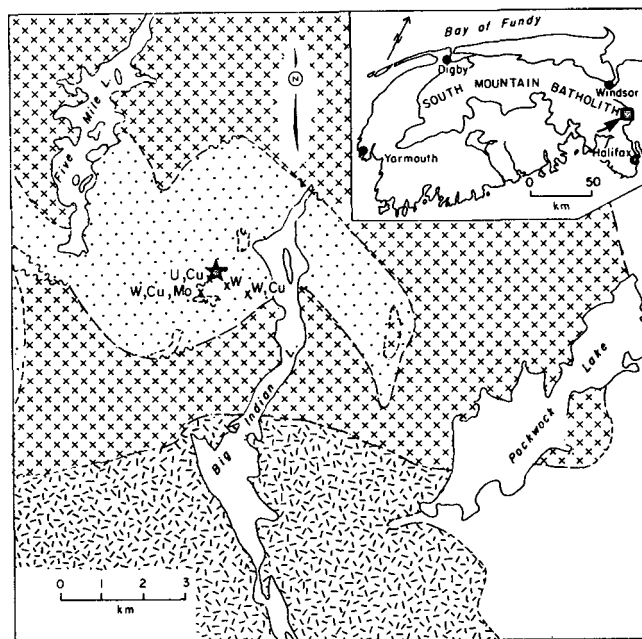 Five Mile L.
N
U,Cu
W,Cu,Mo
W
W,Cu
Big Indian L.
Pockwock Lake
0 1 2 3
km
N
Bay of Fundy
Digby
Windsor
SOUTH MOUNTAIN BATHOLITH
Yarmouth
Halifax
0 50
km